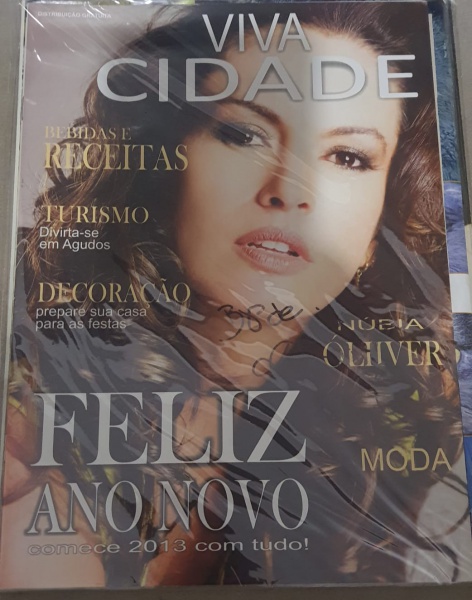 DISTRIBUIÇÃO GRATUITA
VIVA
CIDADE
BEBIDAS E
RECEITAS
TURISMO
Divirta-se
em Agudos
DECORAÇÃO
prepare sua casa
para as festas
NÚBIA
ÓLIIVER
MODA
FELIZ
ANO NOVO
comece 2013 com tudo!